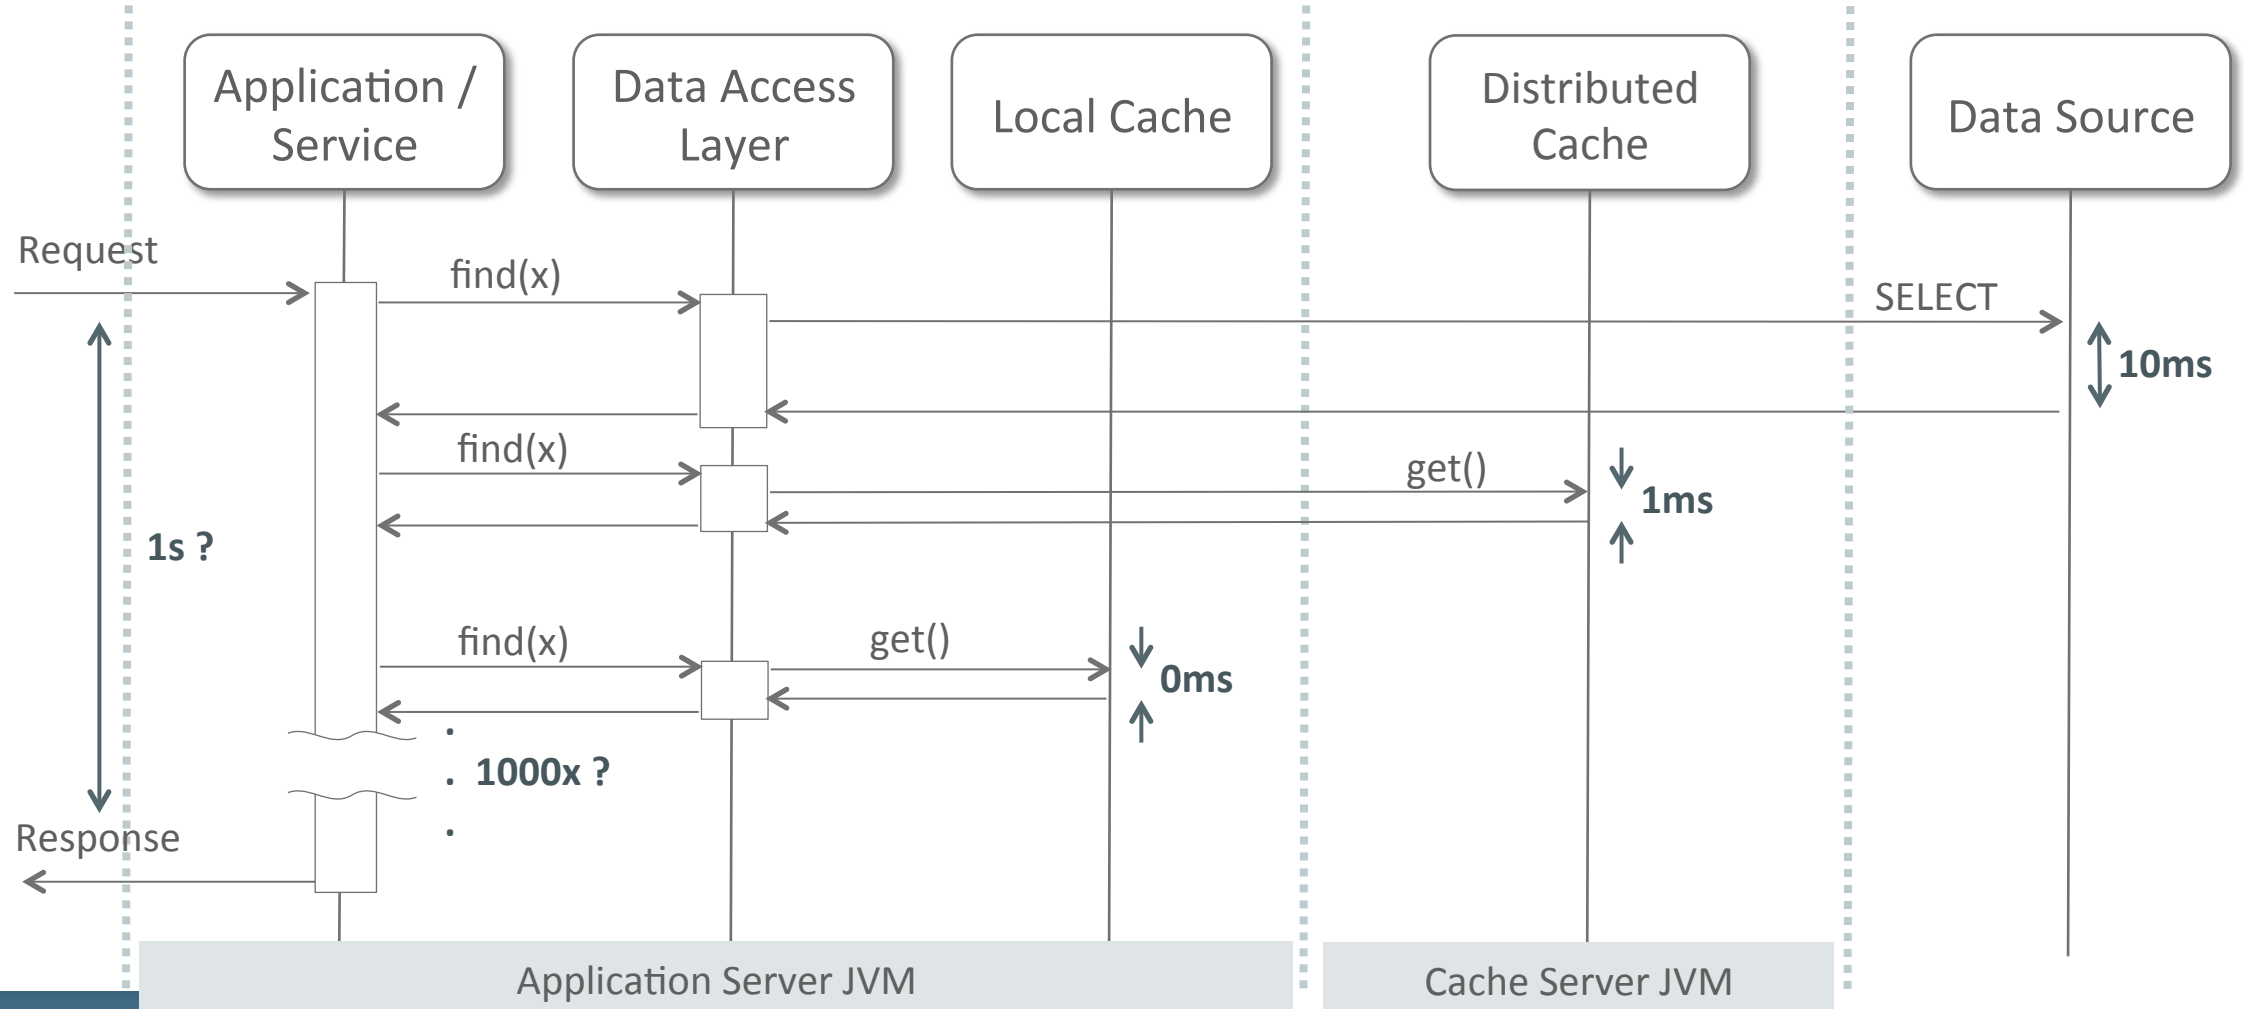 Application /
Service
Data Access
Layer
Local Cache
Distributed
Cache
Data Source
Request
find(x)
SELECT
10ms
find(x)
get()
1ms
1s ?
find(x)
get()
0ms
.
. 1000x ?
.
Response
Application Server JVM
Cache Server JVM